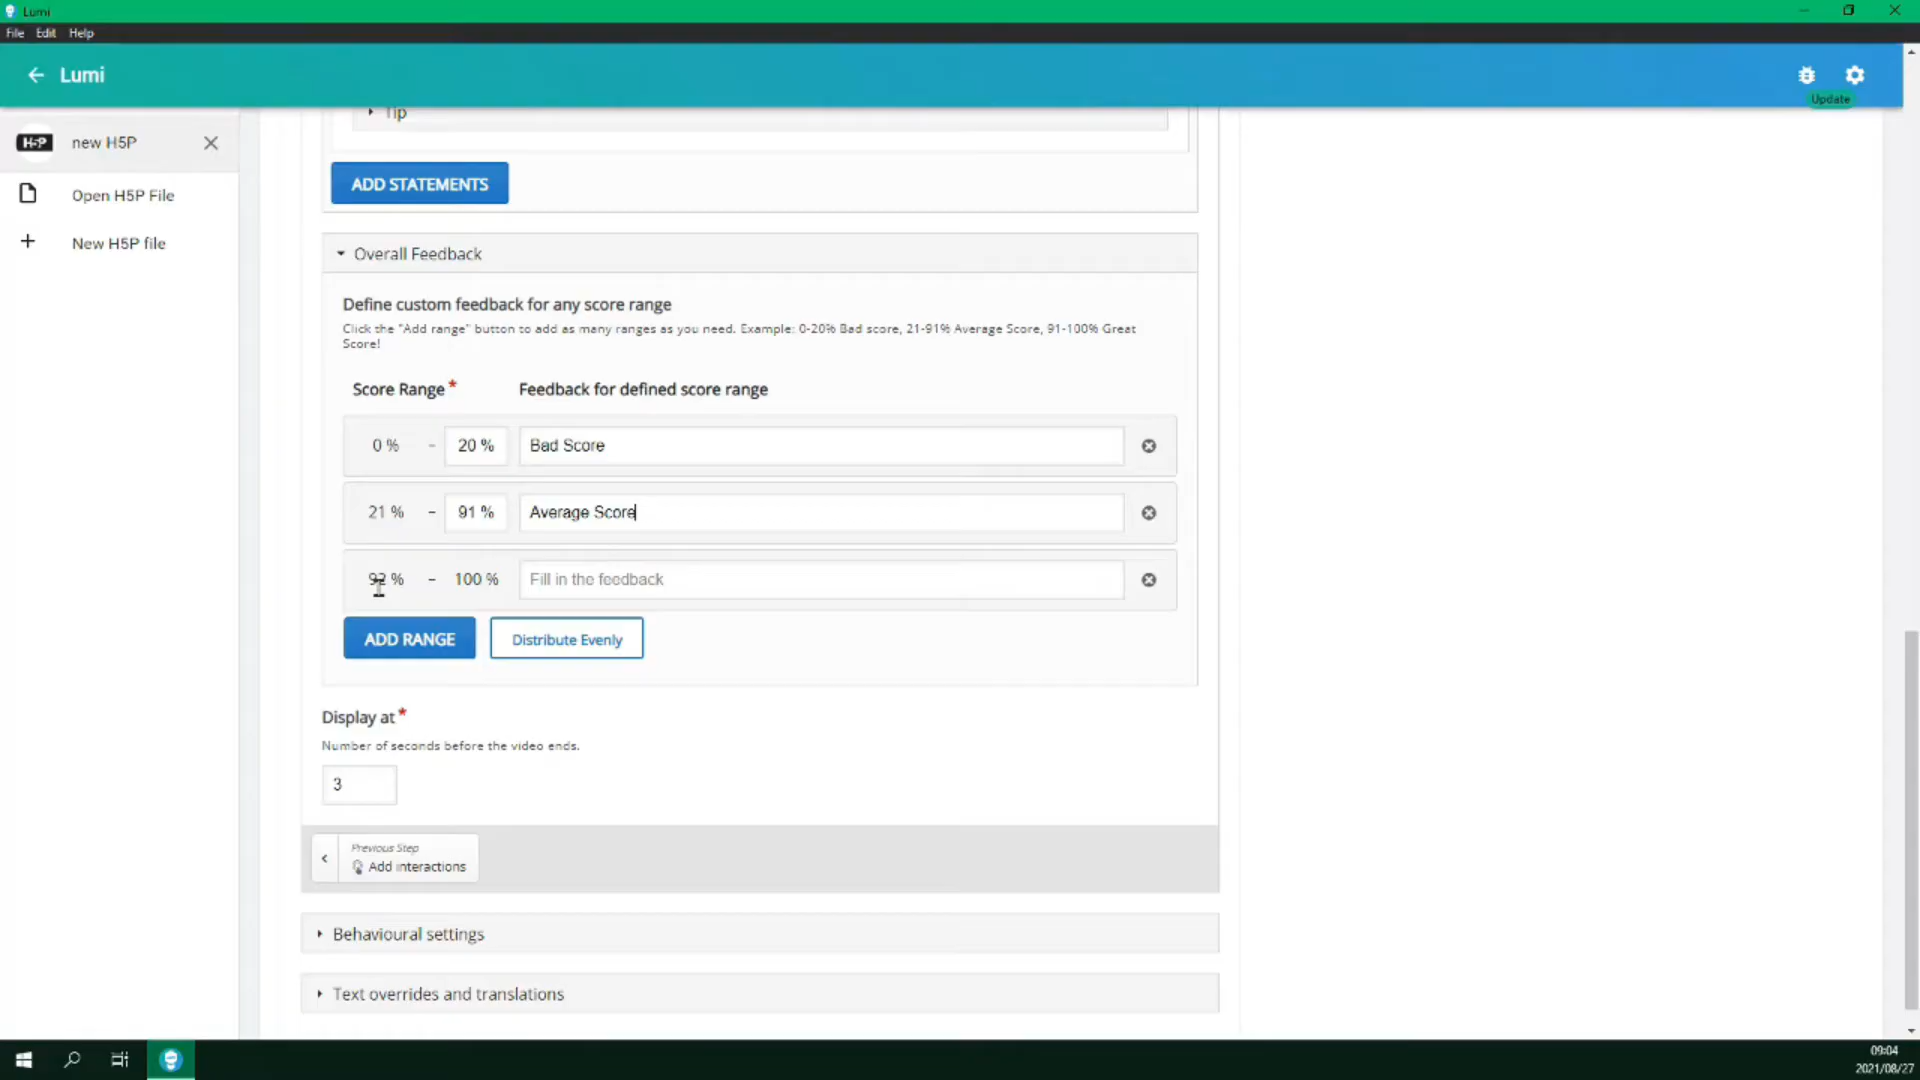 Lumi
File Edit Help
Lumi
Update
H-P new H5P
Open H5P File
New H5P file
Tip
ADD STATEMENTS
Overall Feedback
Define custom feedback for any score range
Click the "Add range" button to add as many ranges as you need. Example: 0-20% Bad score, 21-91% Average Score, 91-100% Great
Score!
Score Range * Feedback for defined score range
0 % - 20 % Bad Score
21 % - 91 % Average Score
92 % - 100 % Fill in the feedback
ADD RANGE Distribute Evenly
Display at *
Number of seconds before the video ends.
3
Previous Step
Add interactions
Behavioural settings
Text overrides and translations
09:04
2021/08/27